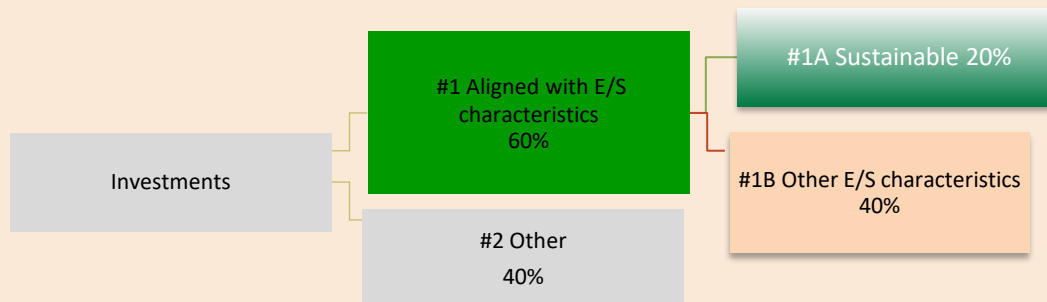 Investments
#1 Aligned with E/S
characteristics
60%
#2 Other
40%
#1A Sustainable 20%
#1B Other E/S characteristics
40%